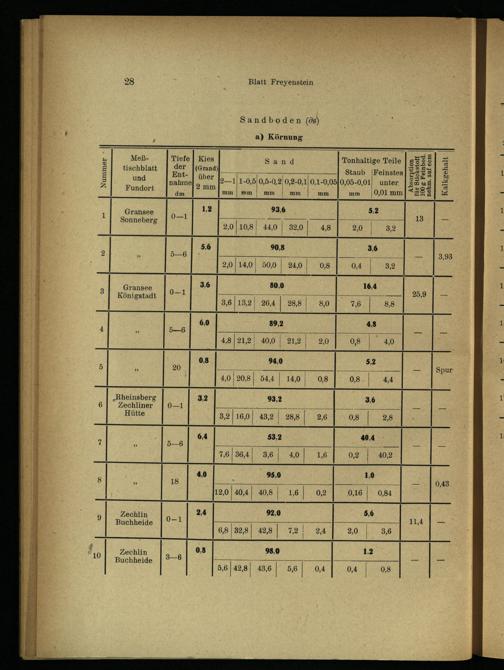 28
Blatt Freyenstein
Sandboden (∂s)
a) Körnung
Nummer | Meß-tischblatt und Fundort | Tiefe der Ent-nahme dm | Kies (Grand) über 2 mm | Sand | Tonhaltige Teile | Kalkgehalt
2—1 mm | 1-0,5 mm | 0,5-0,2 mm | 0,2-0,1 mm | 0,1-0,05 mm | Staub 0,05-0,01 mm | Feinstes unter 0,01 mm
1 | Gransee Sonneberg | 0—1 | 1.2 | 93.6 | 5.2 | 13 | —
2,0 | 10,8 | 44,0 | 32,0 | 4,8 | 2,0 | 3,2
2 | „ | 5—6 | 5.6 | 90.8 | 3.6 | — | 3,93
2,0 | 14,0 | 50,0 | 24,0 | 0,8 | 0,4 | 3,2
3 | Gransee Königstadt | 0—1 | 3.6 | 80.0 | 16.4 | 25,9 | —
3,6 | 13,2 | 26,4 | 28,8 | 8,0 | 7,6 | 8,8
4 | „ | 5—6 | 6.0 | 89.2 | 4.8 | — | —
4,8 | 21,2 | 40,0 | 21,2 | 2,0 | 0,8 | 4,0
5 | „ | 20 | 0.8 | 94.0 | 5.2 | — | Spur
4,0 | 20,8 | 54,4 | 14,0 | 0,8 | 0,8 | 4,4
6 | „Rheinsberg Zechliner Hütte | 0—1 | 3.2 | 93.2 | 3.6 | — | —
3,2 | 16,0 | 43,2 | 28,8 | 2,6 | 0,8 | 2,8
7 | „ | 5—6 | 6.4 | 53.2 | 40.4 | — | —
7,6 | 36,4 | 3,6 | 4,0 | 1,6 | 0,2 | 40,2
8 | „ | 18 | 4.0 | 95.0 | 1.0 | — | 0,43
12,0 | 40,4 | 40,8 | 1,6 | 0,2 | 0,16 | 0,84
9 | Zechlin Buchheide | 0—1 | 2.4 | 92.0 | 5.6 | 11,4 | —
6,8 | 32,8 | 42,8 | 7,2 | 2,4 | 2,0 | 3,6
10 | Zechlin Buchheide | 3—6 | 0.8 | 98.0 | 1.2 | — | —
5,6 | 42,8 | 43,6 | 5,6 | 0,4 | 0,4 | 0,8